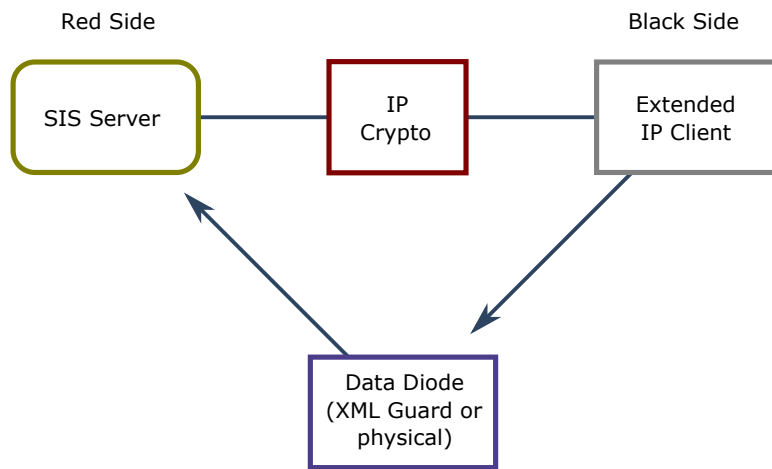 Red Side
Black Side
SIS Server
IP
Crypto
Extended
IP Client
Data Diode
(XML Guard or
physical)